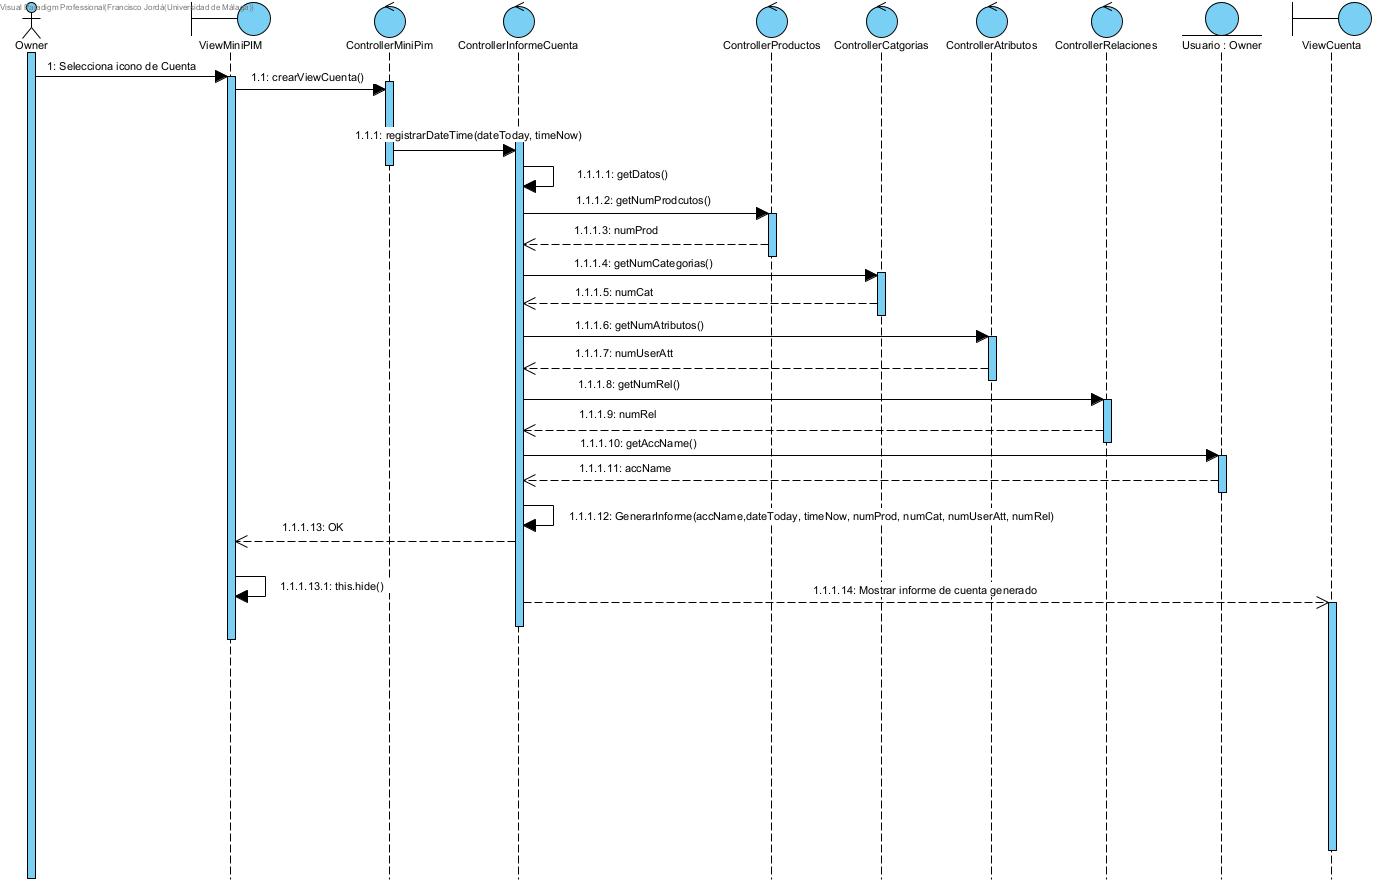 Visual Paradigm Professional(Francisco Jordá(Universidad de Málaga))
Owner
ViewMiniPIM
ControllerMiniPim
ControllerInformeCuenta
ControllerProductos
ControllerCatgorias
ControllerAtributos
ControllerRelaciones
Usuario : Owner
ViewCuenta
1: Selecciona icono de Cuenta
1.1: crearViewCuenta()
1.1.1: registrarDateTime(dateToday, timeNow)
1.1.1.1: getDatos()
1.1.1.2: getNumProdcutos()
1.1.1.3: numProd
1.1.1.4: getNumCategorias()
1.1.1.5: numCat
1.1.1.6: getNumAtributos()
1.1.1.7: numUserAtt
1.1.1.8: getNumRel()
1.1.1.9: numRel
1.1.1.10: getAccName()
1.1.1.11: accName
1.1.1.12: GenerarInforme(accName,dateToday, timeNow, numProd, numCat, numUserAtt, numRel)
1.1.1.13: OK
1.1.1.13.1: this.hide()
1.1.1.14: Mostrar informe de cuenta generado